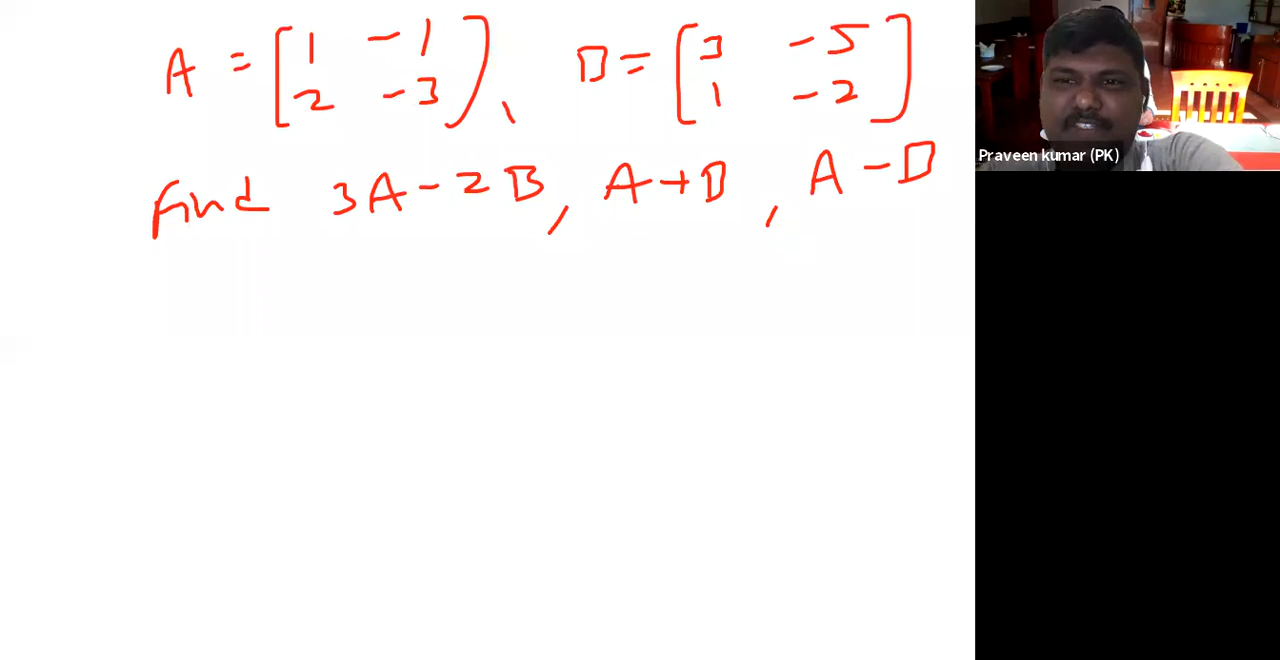 A = [1 -1
2 -3], B = [3 -5
1 -2]
Find 3A - 2B, A + B, A - B
Praveen kumar (PK)